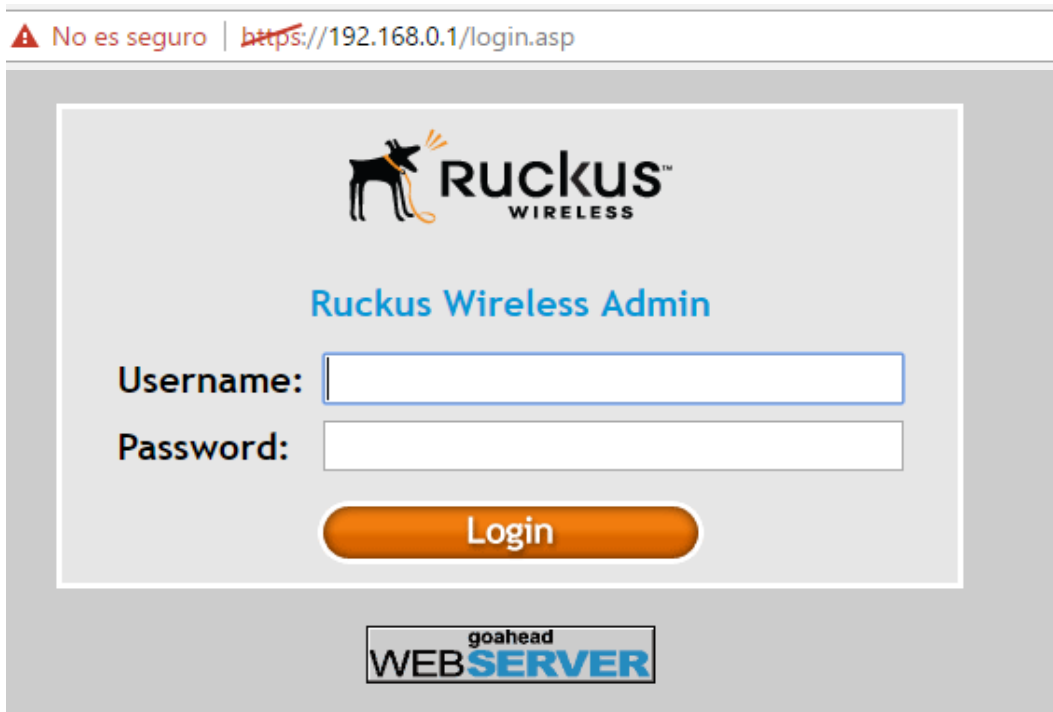 No es seguro | https://192.168.0.1/login.asp
RUCKUS™
WIRELESS
Ruckus Wireless Admin
Username:
Password:
Login
goahead
WEBSERVER